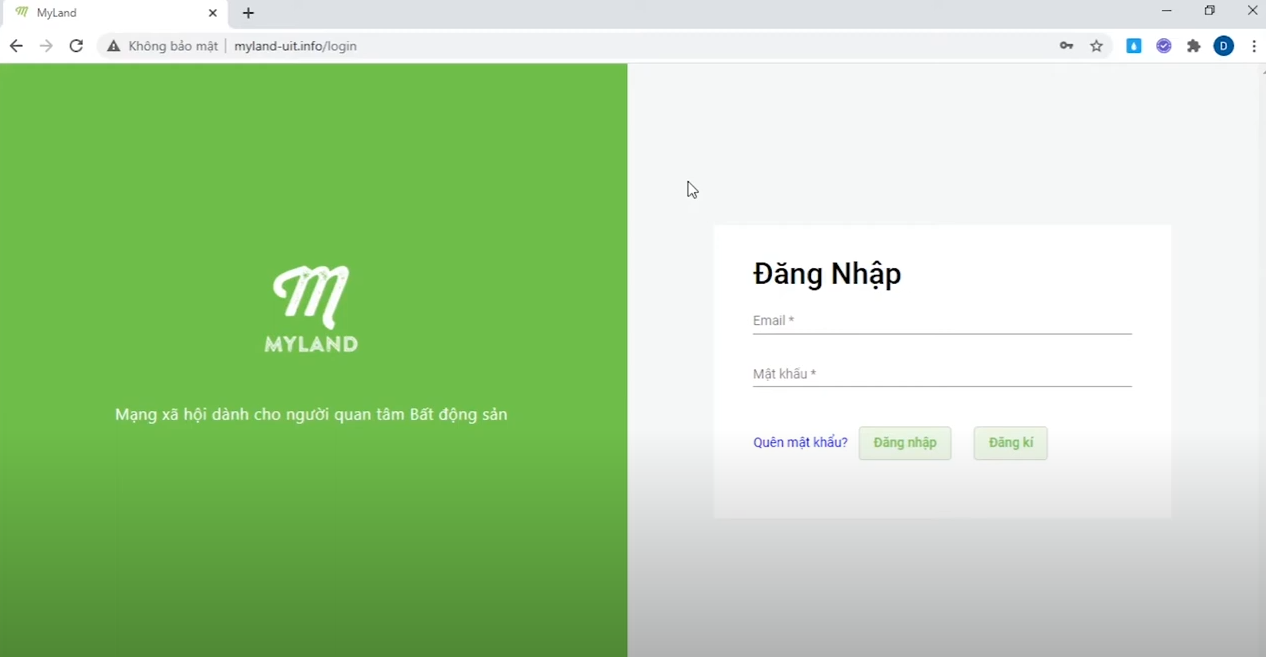 MyLand
Không bảo mật
myland-uit.info/login
D
M
MYLAND
Mạng xã hội dành cho người quan tâm Bất động sản
Đăng Nhập
Email *
Mật khẩu *
Quên mật khẩu?
Đăng nhập
Đăng kí